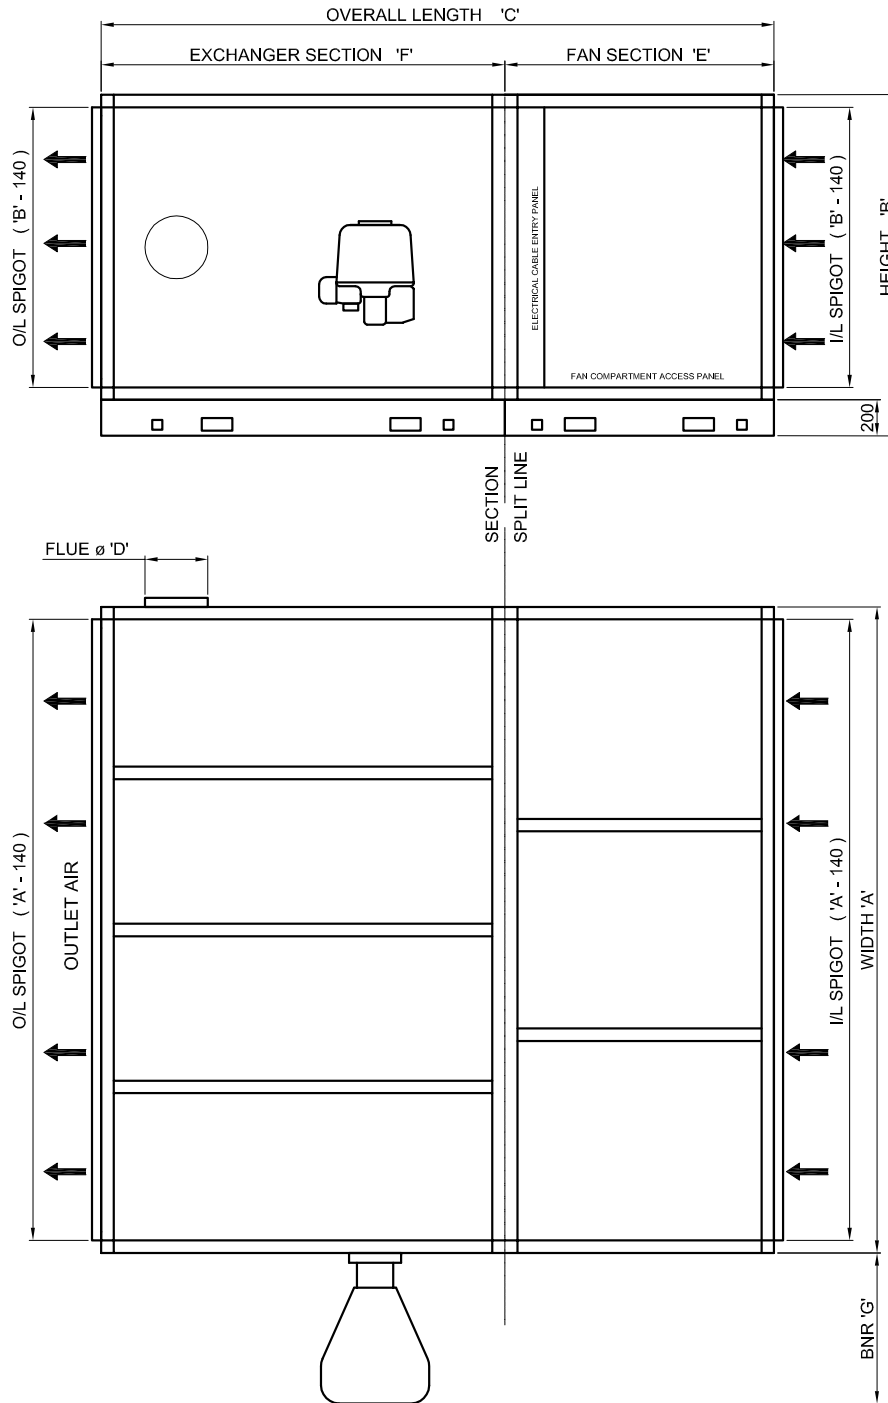 OVERALL LENGTH 'C'
EXCHANGER SECTION 'F'
FAN SECTION 'E'
O/L SPIGOT ( 'B' - 140 )
ELECTRICAL CABLE ENTRY PANEL
FAN COMPARTMENT ACCESS PANEL
I/L SPIGOT ( 'B' - 140 )
HEIGHT 'B'
200
SECTION
SPLIT LINE
FLUE ø 'D'
O/L SPIGOT ( 'A' - 140 )
OUTLET AIR
I/L SPIGOT ( 'A' - 140 )
WIDTH 'A'
BNR 'G'